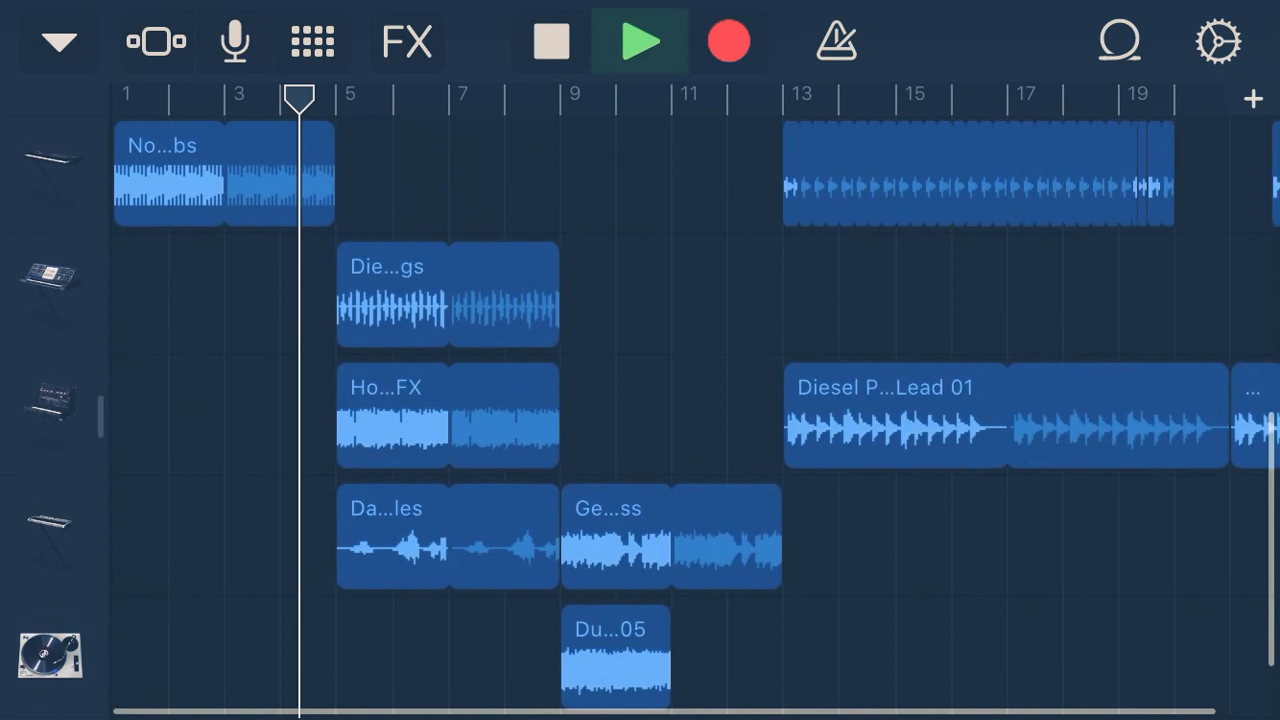 FX
1 3 5 7 9 11 13 15 17 19 +
No...bs
Die...gs
Ho...FX
Diesel P...Lead 01
...
Da...les
Ge...ss
Du...05